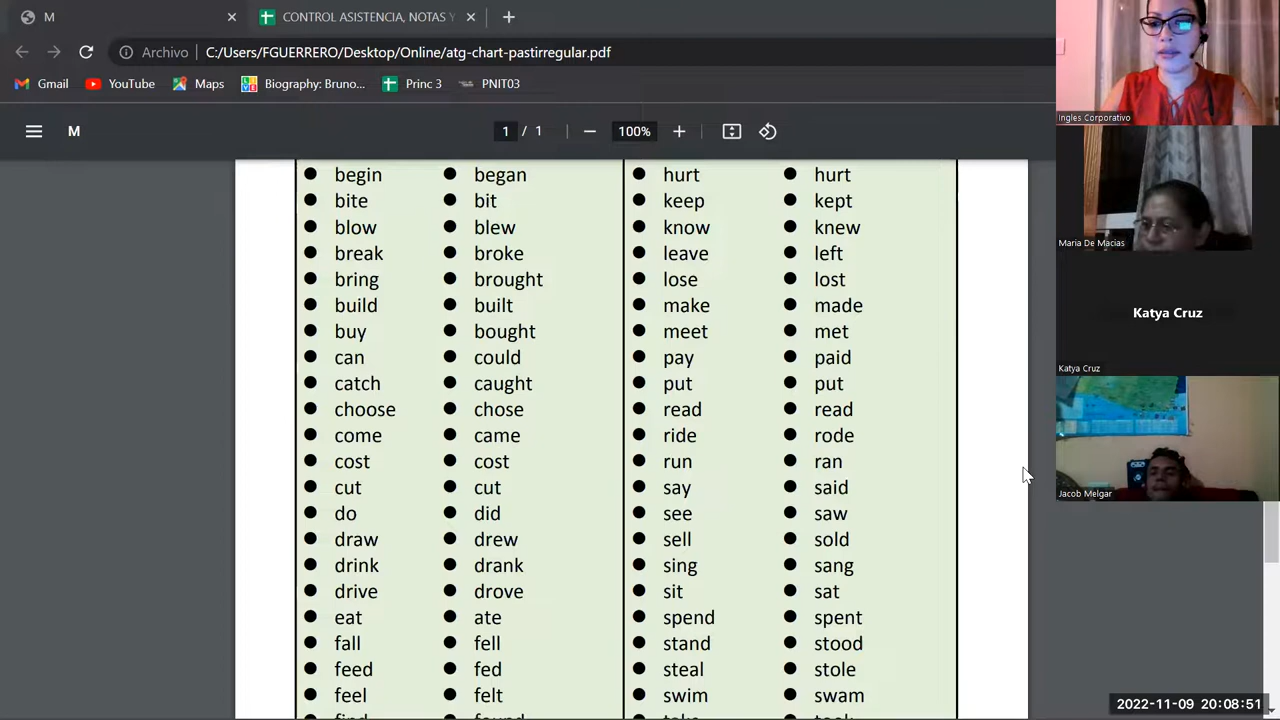 M
CONTROL ASISTENCIA, NOTAS Y
Archivo C:/Users/FGUERRERO/Desktop/Online/atg-chart-pastirregular.pdf
Gmail YouTube Maps Biography: Bruno... Princ 3 PNIT03
M 1 / 1 100%
begin began hurt hurt
bite bit keep kept
blow blew know knew
break broke leave left
bring brought lose lost
build built make made
buy bought meet met
can could pay paid
catch caught put put
choose chose read read
come came ride rode
cost cost run ran
cut cut say said
do did see saw
draw drew sell sold
drink drank sing sang
drive drove sit sat
eat ate spend spent
fall fell stand stood
feed fed steal stole
feel felt swim swam
find found take took
Ingles Corporativo
Maria De Macias
Katya Cruz
Katya Cruz
Jacob Melgar
2022-11-09 20:08:51